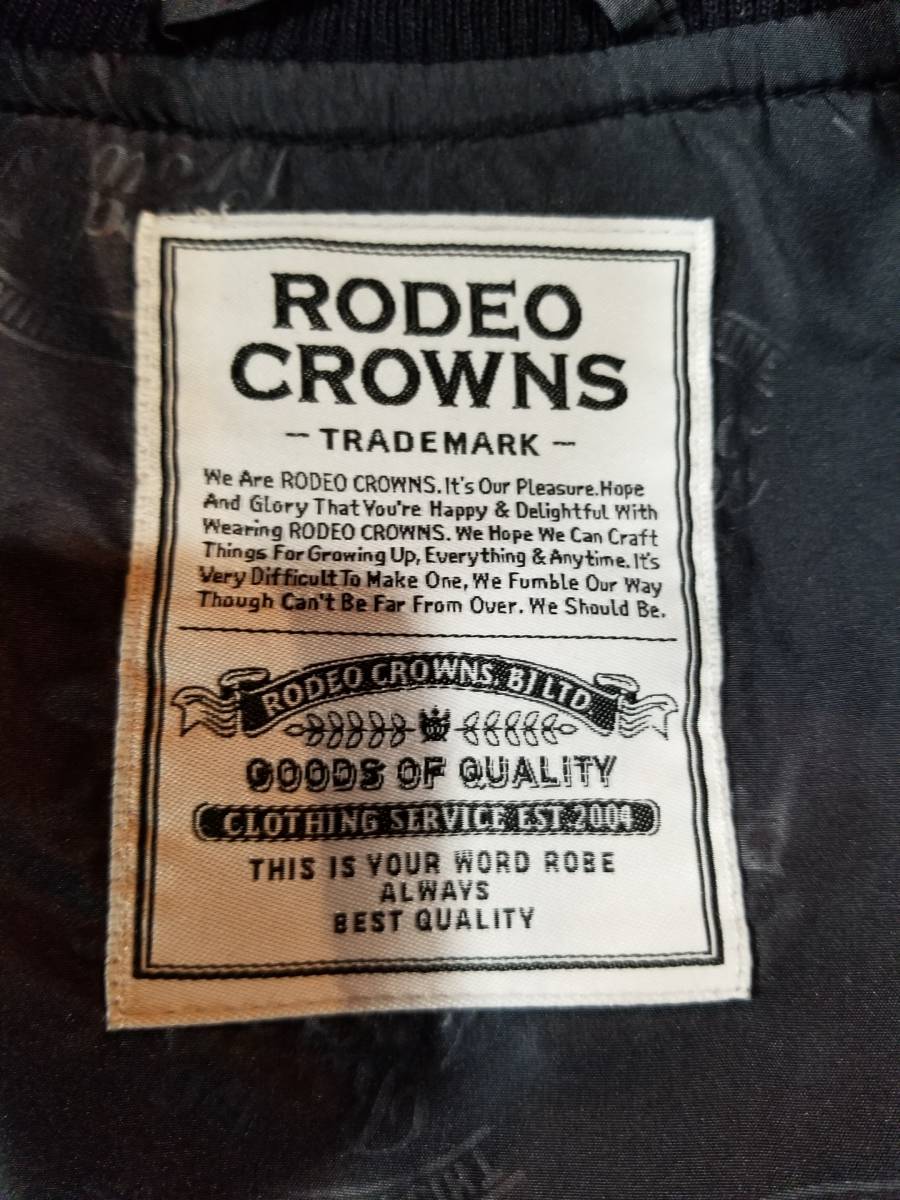 RODEO
CROWNS
- TRADEMARK -
We Are RODEO CROWNS. It's Our Pleasure. Hope
And Glory That You're Happy & Delightful With
Wearing RODEO CROWNS. We Hope We Can Craft
Things For Growing Up, Everything & Anytime. It's
Very Difficult To Make One, We Fumble Our Way
Though Can't Be Far From Over. We Should Be.
RODEO CROWNS BJ LTD
GOODS OF QUALITY
CLOTHING SERVICE EST 2004
THIS IS YOUR WORD ROBE
ALWAYS
BEST QUALITY